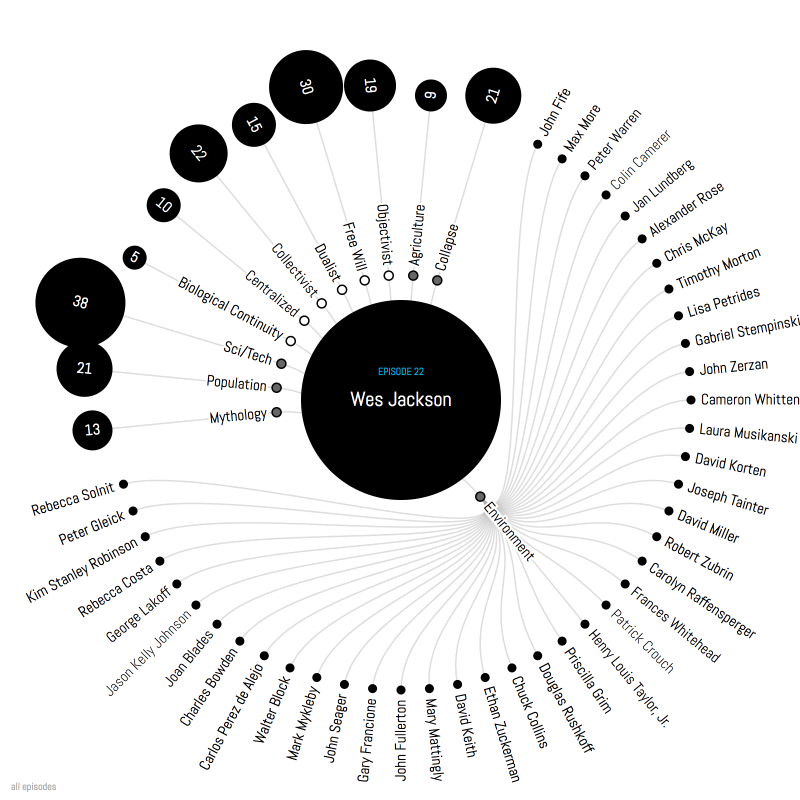 EPISODE 22
Wes Jackson
13
Mythology
21
Population
38
Sci/Tech
5
Biological Continuity
10
Centralized
22
Collectivist
15
Dualist
30
Free Will
19
Objectivist
9
Agriculture
21
Collapse
Environment
John Fife
Max More
Peter Warren
Colin Camerer
Jan Lundberg
Alexander Rose
Chris McKay
Timothy Morton
Lisa Petrides
Gabriel Stempinski
John Zerzan
Cameron Whitten
Laura Musikanski
David Korten
Joseph Tainter
David Miller
Robert Zubrin
Carolyn Raffensperger
Frances Whitehead
Patrick Crouch
Henry Louis Taylor, Jr.
Priscilla Grim
Douglas Rushkoff
Chuck Collins
Ethan Zuckerman
David Keith
Mary Mattingly
John Fullerton
Gary Francione
John Seager
Mark Mykleby
Walter Block
Carlos Perez de Alejo
Charles Bowden
Joan Blades
Jason Kelly Johnson
George Lakoff
Rebecca Costa
Kim Stanley Robinson
Peter Gleick
Rebecca Solnit
all episodes